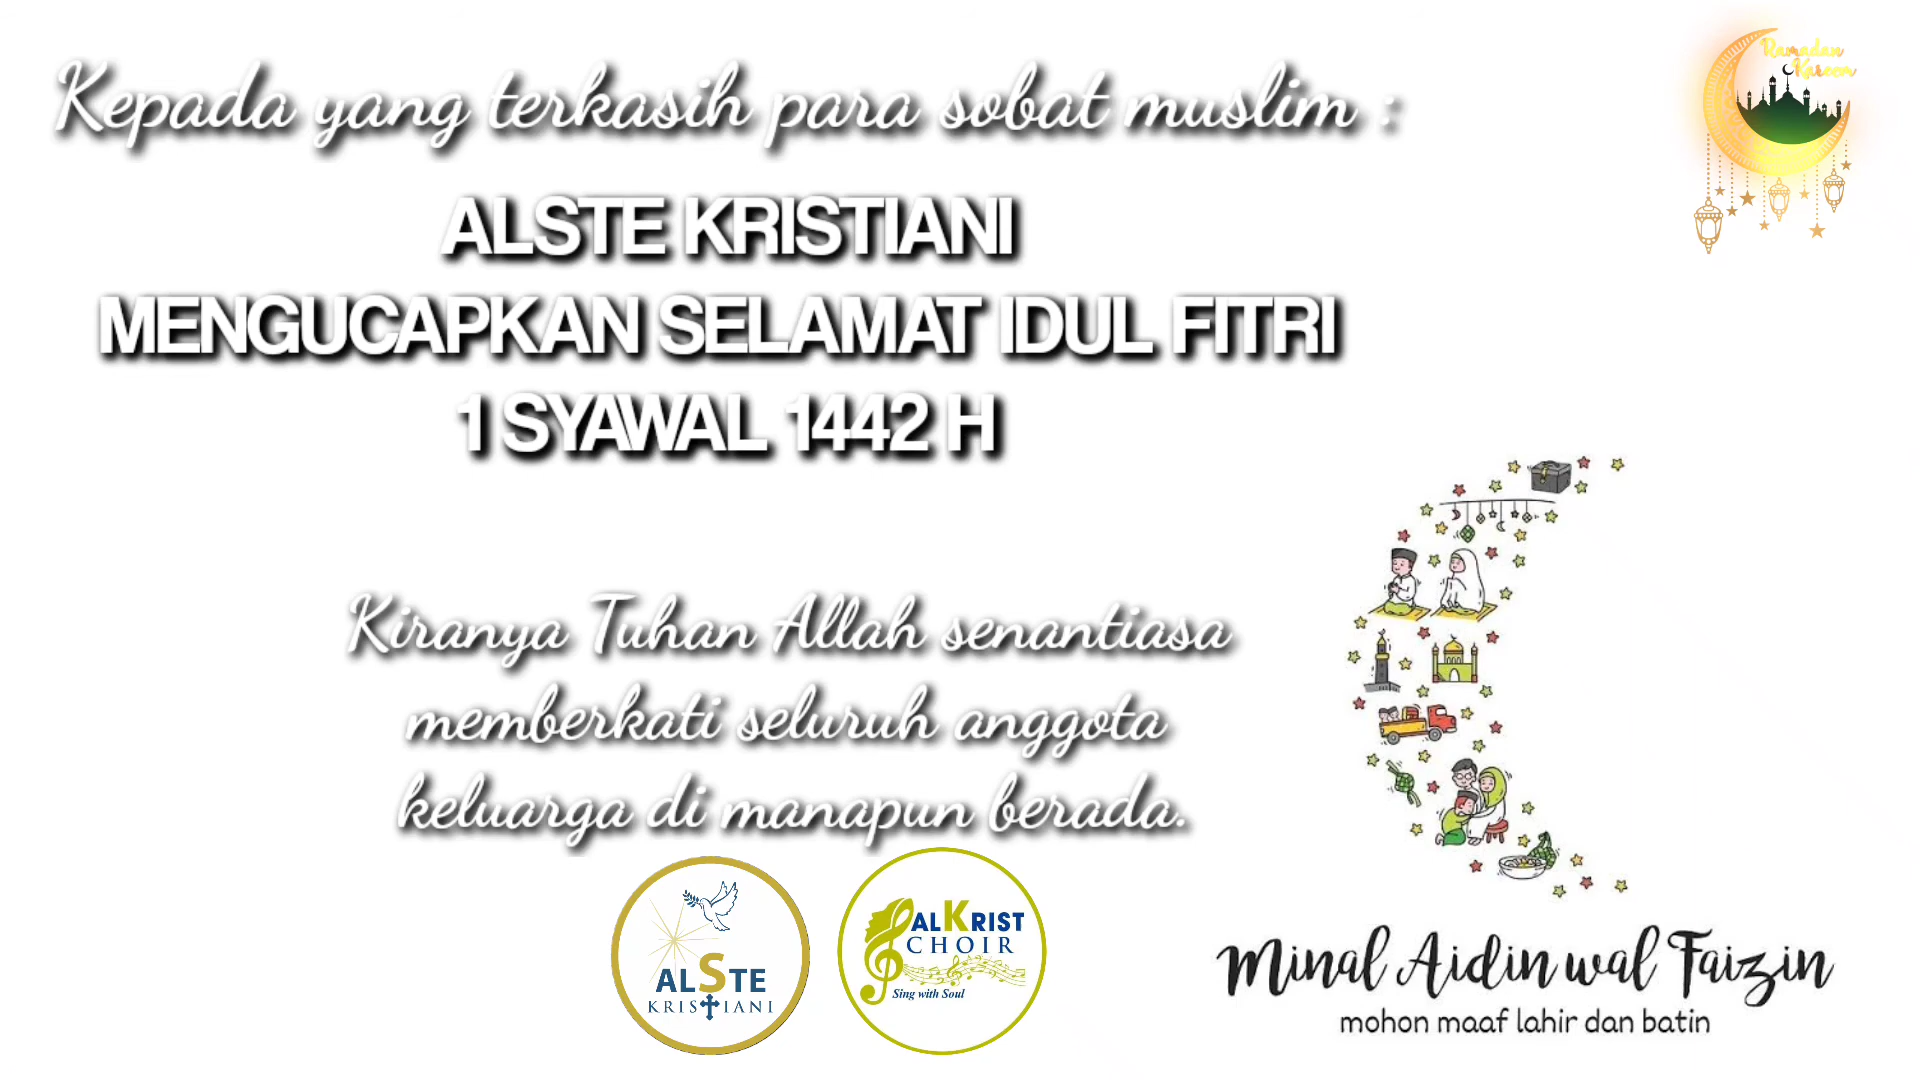 Kepada yang terkasih para sobat muslim :
Ramadan
Kareem
ALSTE KRISTIANI
MENGUCAPKAN SELAMAT IDUL FITRI
1 SYAWAL 1442 H
Kiranya Tuhan Allah senantiasa
memberkati seluruh anggota
keluarga di manapun berada.
ALSTE
KRISTIANI
ALKRIST
CHOIR
Sing with Soul
Minal Aidin wal Faizin
mohon maaf lahir dan batin